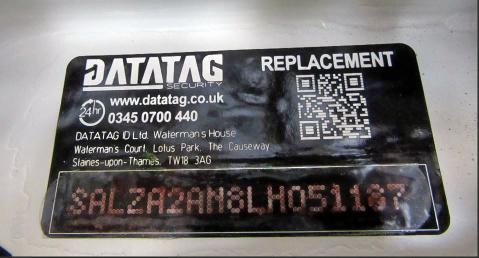 DATATAG
SECURITY
REPLACEMENT
www.datatag.co.uk
24hr
0345 0700 440
DATATAG ID Ltd. Waterman's House
Waterman's Court, Lotus Park, The Causeway
Staines-upon-Thames, TW18 3AG
SALZA2AN8LH051167